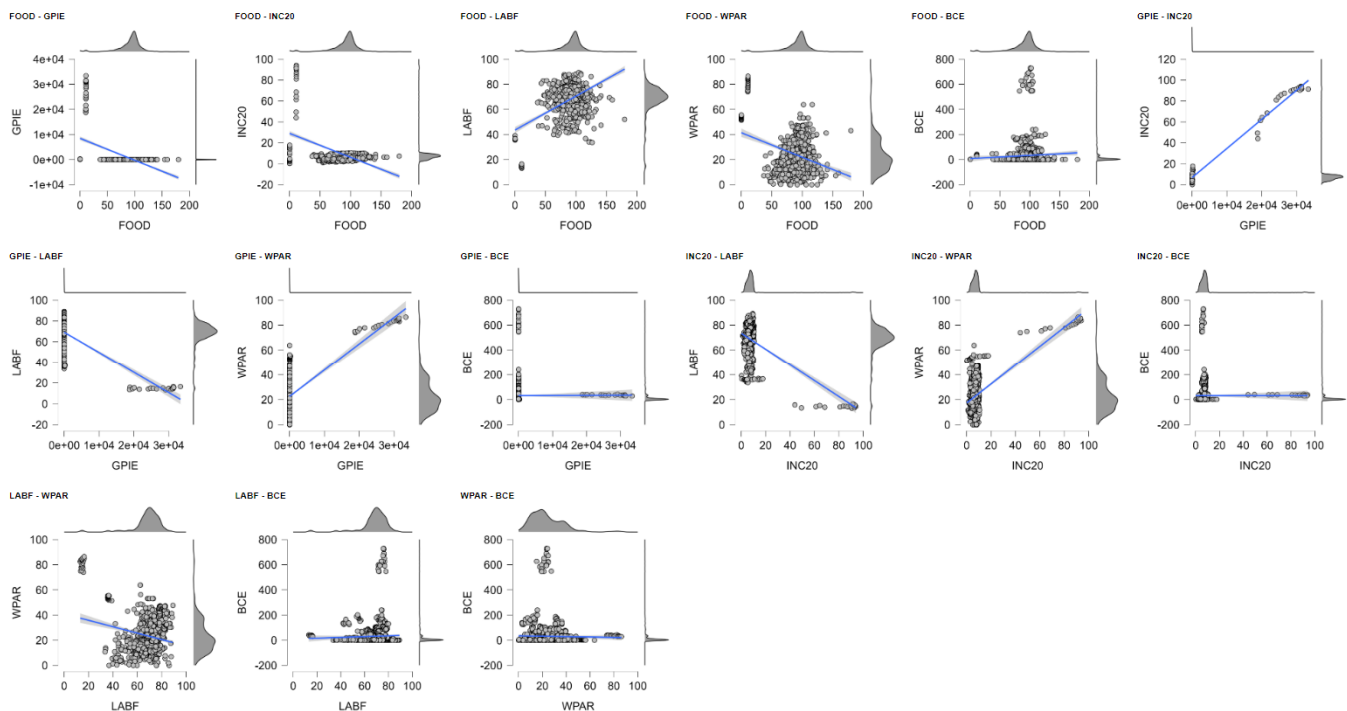 FOOD - GPIE
GPIE
4e+04
3e+04
2e+04
1e+04
0e+00
-1e+04
0 50 100 150 200
FOOD
FOOD - INC20
INC20
100
80
60
40
20
0
-20
0 50 100 150 200
FOOD
FOOD - LABF
LABF
100
80
60
40
20
0
0 50 100 150 200
FOOD
FOOD - WPAR
WPAR
100
80
60
40
20
0
0 50 100 150 200
FOOD
FOOD - BCE
BCE
800
600
400
200
0
-200
0 50 100 150 200
FOOD
GPIE - INC20
INC20
120
100
80
60
40
20
0
-20
0e+00 1e+04 2e+04 3e+04
GPIE
GPIE - LABF
LABF
100
80
60
40
20
0
-20
0e+00 1e+04 2e+04 3e+04
GPIE
GPIE - WPAR
WPAR
100
80
60
40
20
0
0e+00 1e+04 2e+04 3e+04
GPIE
GPIE - BCE
BCE
800
600
400
200
0
-200
0e+00 1e+04 2e+04 3e+04
GPIE
INC20 - LABF
LABF
100
80
60
40
20
0
0 20 40 60 80 100
INC20
INC20 - WPAR
WPAR
100
80
60
40
20
0
0 20 40 60 80 100
INC20
INC20 - BCE
BCE
800
600
400
200
0
-200
0 20 40 60 80 100
INC20
LABF - WPAR
WPAR
100
80
60
40
20
0
0 20 40 60 80 100
LABF
LABF - BCE
BCE
800
600
400
200
0
-200
0 20 40 60 80 100
LABF
WPAR - BCE
BCE
800
600
400
200
0
-200
0 20 40 60 80 100
WPAR